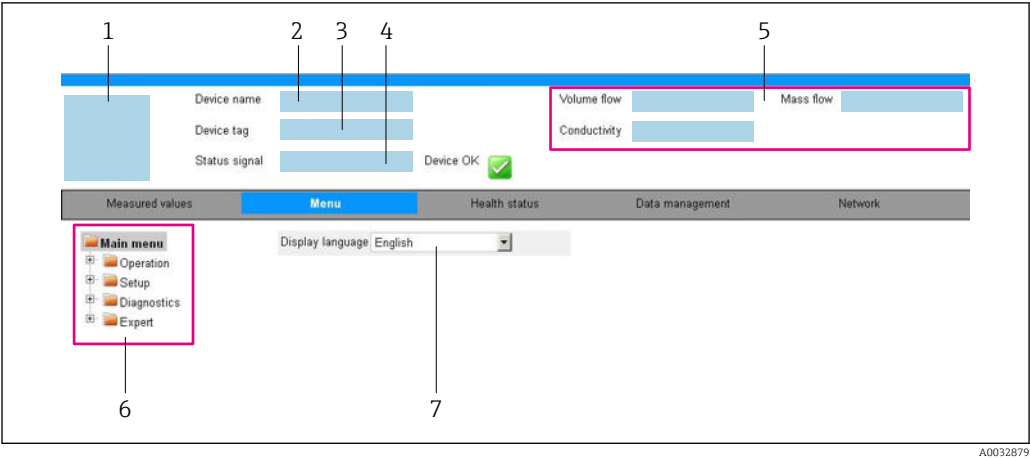 1 2 3 4 5
Device name Volume flow Mass flow
Device tag Conductivity
Status signal Device OK
Measured values Menu Health status Data management Network
Main menu Display language English
Operation
Setup
Diagnostics
Expert
6 7
A0032879